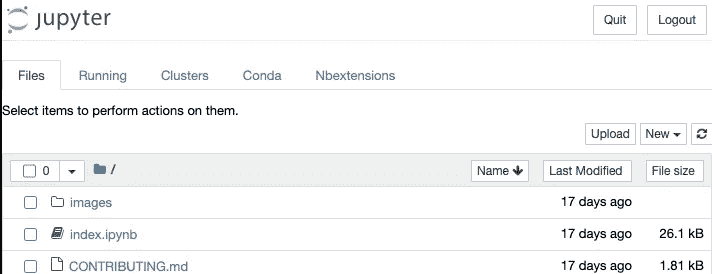 jupyter Quit Logout
Files Running Clusters Conda Nbextensions
Select items to perform actions on them.
Upload New
0 / Name Last Modified File size
images 17 days ago
index.ipynb 17 days ago 26.1 kB
CONTRIBUTING.md 17 days ago 1.81 kB